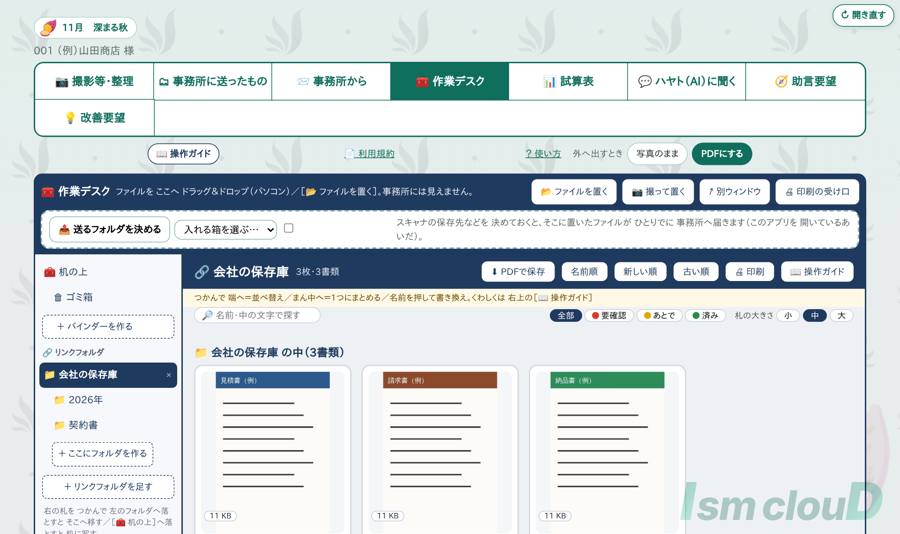 11月 深まる秋
↻ 開き直す
001 （例）山田商店 様
📷 撮影等・整理
🗂 事務所に送ったもの
📨 事務所から
🧰 作業デスク
📊 試算表
💬 ハヤト（AI）に聞く
🧭 助言要望
💡 改善要望
📖 操作ガイド
📄 利用規約
? 使い方
外へ出すとき
写真のまま
PDFにする
🧰 作業デスク ファイルを ここへ ドラッグ＆ドロップ（パソコン）／［📂 ファイルを置く］。事務所には見えません。
📂 ファイルを置く
📷 撮って置く
⤴ 別ウィンドウ
🖨 印刷の受け口
📤 送るフォルダを決める
入れる箱を選ぶ…
スキャナの保存先などを 決めておくと、そこに置いたファイルが ひとりでに 事務所へ届きます（このアプリを 開いているあ
いだ）。
🧰 机の上
🗑 ゴミ箱
＋ バインダーを作る
🔗 リンクフォルダ
📁 会社の保存庫 ×
📁 2026年
📁 契約書
＋ ここにフォルダを作る
＋ リンクフォルダを足す
右の札を つかんで 左のフォルダへ落
とすと そこへ移す／［🧰 机の上］へ落
とすと 机に写す
🔗 会社の保存庫 3枚・3書類
⬇ PDFで保存
名前順
新しい順
古い順
🖨 印刷
📖 操作ガイド
つかんで 端へ＝並べ替え／まん中へ＝1つにまとめる／名前を押して書き換え。くわしくは 右上の［📖 操作ガイド］
🔎 名前・中の文字で探す
全部
要確認
あとで
済み
札の大きさ
小
中
大
📁 会社の保存庫 の中（3書類）
見積書（例）
11 KB
請求書（例）
11 KB
納品書（例）
11 KB
Ism clouD